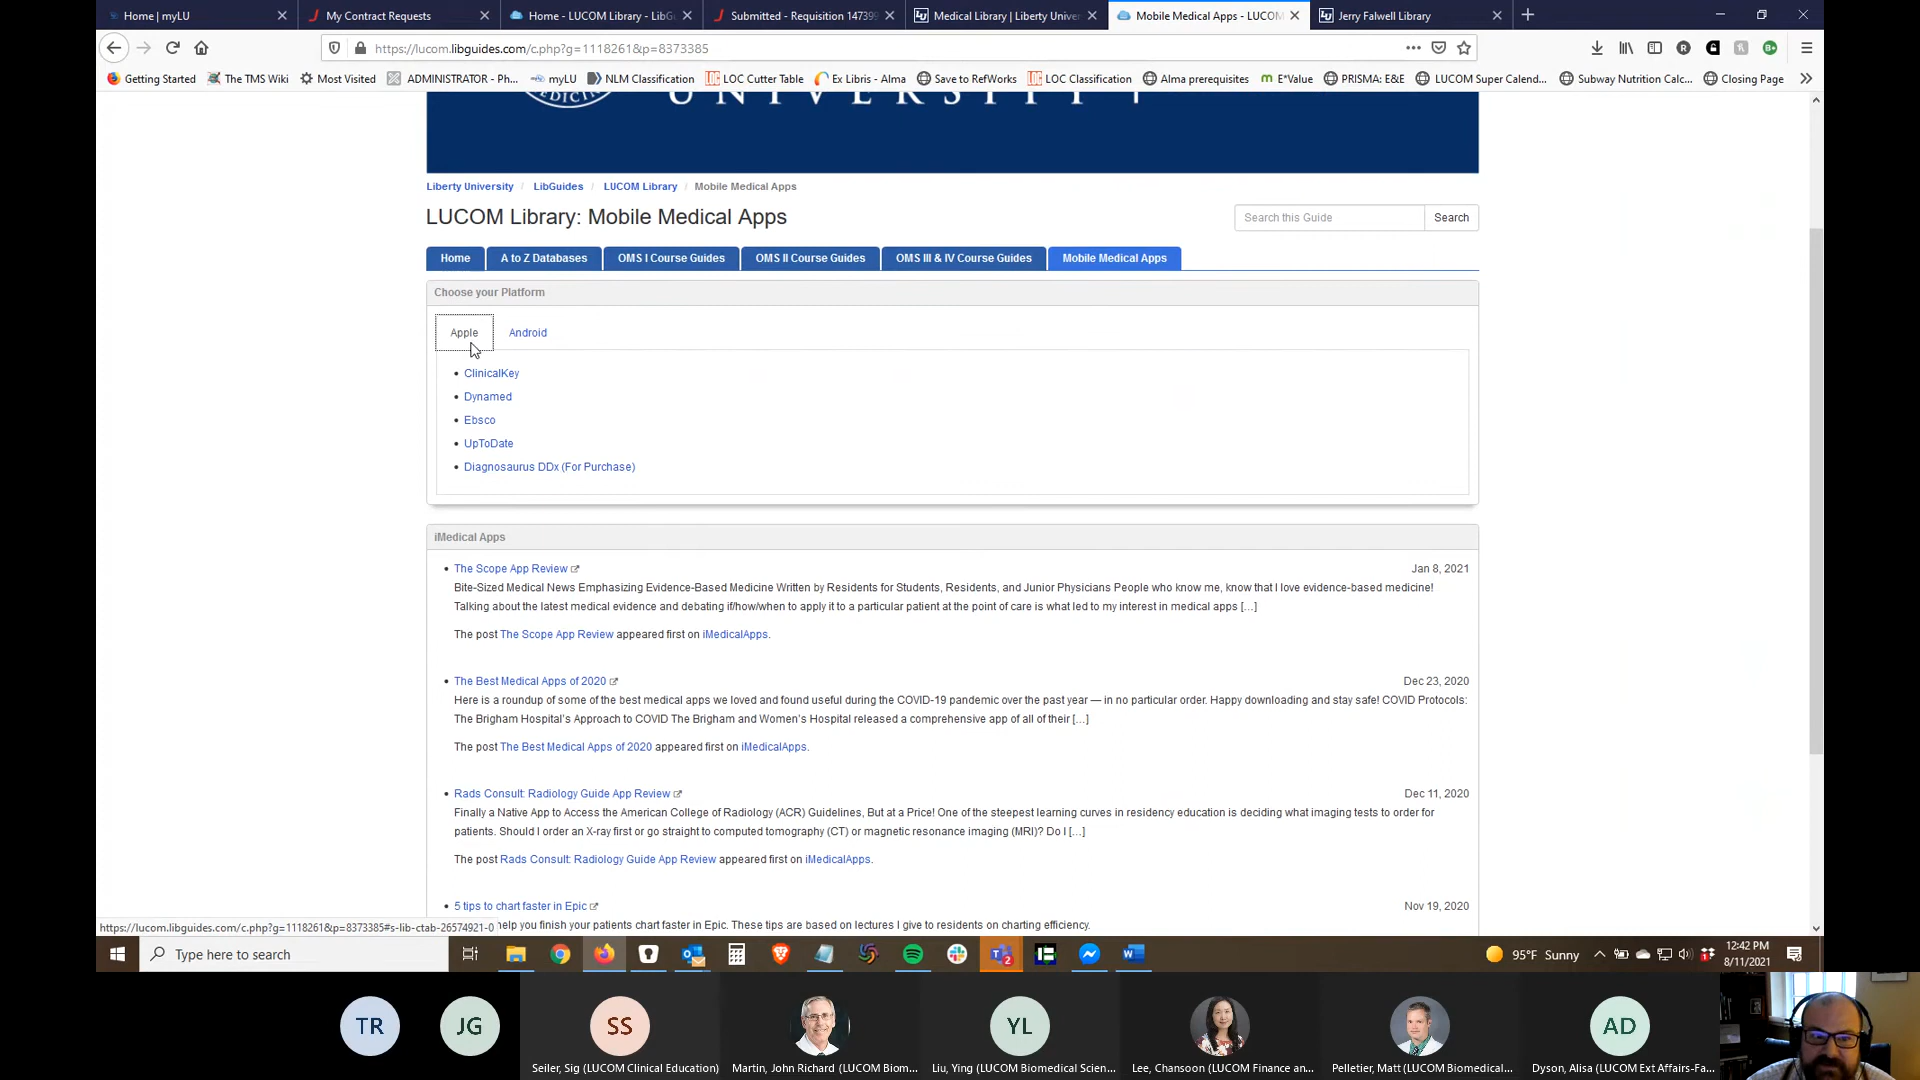 Home | myLU
My Contract Requests
Home - LUCOM Library - LibG
Submitted - Requisition 147399
Medical Library | Liberty Univer
Mobile Medical Apps - LUCOM
Jerry Falwell Library
https://lucom.libguides.com/c.php?g=1118261&p=8373385
Getting Started
The TMS Wiki
Most Visited
ADMINISTRATOR - Ph...
myLU
NLM Classification
LOC Cutter Table
Ex Libris - Alma
Save to RefWorks
LOC Classification
Alma prerequisites
E*Value
PRISMA: E&E
LUCOM Super Calend...
Subway Nutrition Calc...
Closing Page
MEDICINE
UNIVERSITY
Liberty University / LibGuides / LUCOM Library / Mobile Medical Apps
LUCOM Library: Mobile Medical Apps
Search this Guide
Search
Home
A to Z Databases
OMS I Course Guides
OMS II Course Guides
OMS III & IV Course Guides
Mobile Medical Apps
Choose your Platform
Apple
Android
• ClinicalKey
• Dynamed
• Ebsco
• UpToDate
• Diagnosaurus DDx (For Purchase)
iMedical Apps
• The Scope App Review
Jan 8, 2021
Bite-Sized Medical News Emphasizing Evidence-Based Medicine Written by Residents for Students, Residents, and Junior Physicians People who know me, know that I love evidence-based medicine!
Talking about the latest medical evidence and debating if/how/when to apply it to a particular patient at the point of care is what led to my interest in medical apps [...]
The post The Scope App Review appeared first on iMedicalApps.
• The Best Medical Apps of 2020
Dec 23, 2020
Here is a roundup of some of the best medical apps we loved and found useful during the COVID-19 pandemic over the past year — in no particular order. Happy downloading and stay safe! COVID Protocols:
The Brigham Hospital's Approach to COVID The Brigham and Women's Hospital released a comprehensive app of all of their [...]
The post The Best Medical Apps of 2020 appeared first on iMedicalApps.
• Rads Consult: Radiology Guide App Review
Dec 11, 2020
Finally a Native App to Access the American College of Radiology (ACR) Guidelines, But at a Price! One of the steepest learning curves in residency education is deciding what imaging tests to order for
patients. Should I order an X-ray first or go straight to computed tomography (CT) or magnetic resonance imaging (MRI)? Do I [...]
The post Rads Consult: Radiology Guide App Review appeared first on iMedicalApps.
• 5 tips to chart faster in Epic
Nov 19, 2020
help you finish your patients chart faster in Epic. These tips are based on lectures I give to residents on charting efficiency.
https://lucom.libguides.com/c.php?g=1118261&p=8373385#s-lib-ctab-26574921-0
Type here to search
95°F Sunny
12:42 PM
8/11/2021
TR
JG
SS
YL
AD
Seiler, Sig (LUCOM Clinical Education)
Martin, John Richard (LUCOM Biom...
Liu, Ying (LUCOM Biomedical Scien...
Lee, Chansoon (LUCOM Finance an...
Pelletier, Matt (LUCOM Biomedical...
Dyson, Alisa (LUCOM Ext Affairs-Fa...